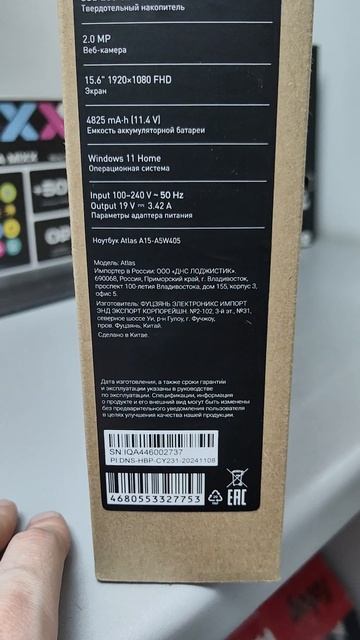 Твердотельный накопитель
2.0 MP
Веб-камера
15.6" 1920×1080 FHD
Экран
4825 mA·h (11.4 V)
Емкость аккумуляторной батареи
Windows 11 Home
Операционная система
Input 100-240 V ~ 50 Hz
Output 19 V ⎓ 3.42 A
Параметры адаптера питания
Ноутбук Atlas A15-A5W405
Модель: Atlas
Импортер в России: ООО «ДНС ЛОДЖИСТИК».
690068, Россия, Приморский край, г. Владивосток,
проспект 100-летия Владивостока, дом 155, корпус 3,
офис 5.
Изготовитель: ФУЦЗЯНЬ ЭЛЕКТРОНИКС ИМПОРТ
ЭНД ЭКСПОРТ КОРПОРЕЙШН. №2-102, 3-й эт., №31,
северное шоссе Уи, р-н Гулоу, г. Фучжоу,
пров. Фуцзянь, Китай.
Сделано в Китае.
Дата изготовления, а также сроки гарантии
и эксплуатации указаны в руководстве
по эксплуатации. Спецификации, информация
о продукте и его внешний вид могут быть изменены
без предварительного уведомления пользователя
в целях улучшения качества нашей продукции.
SN:IQA446002737
PI:DNS-HBP-CY231-20241108
4680553327753
EAC